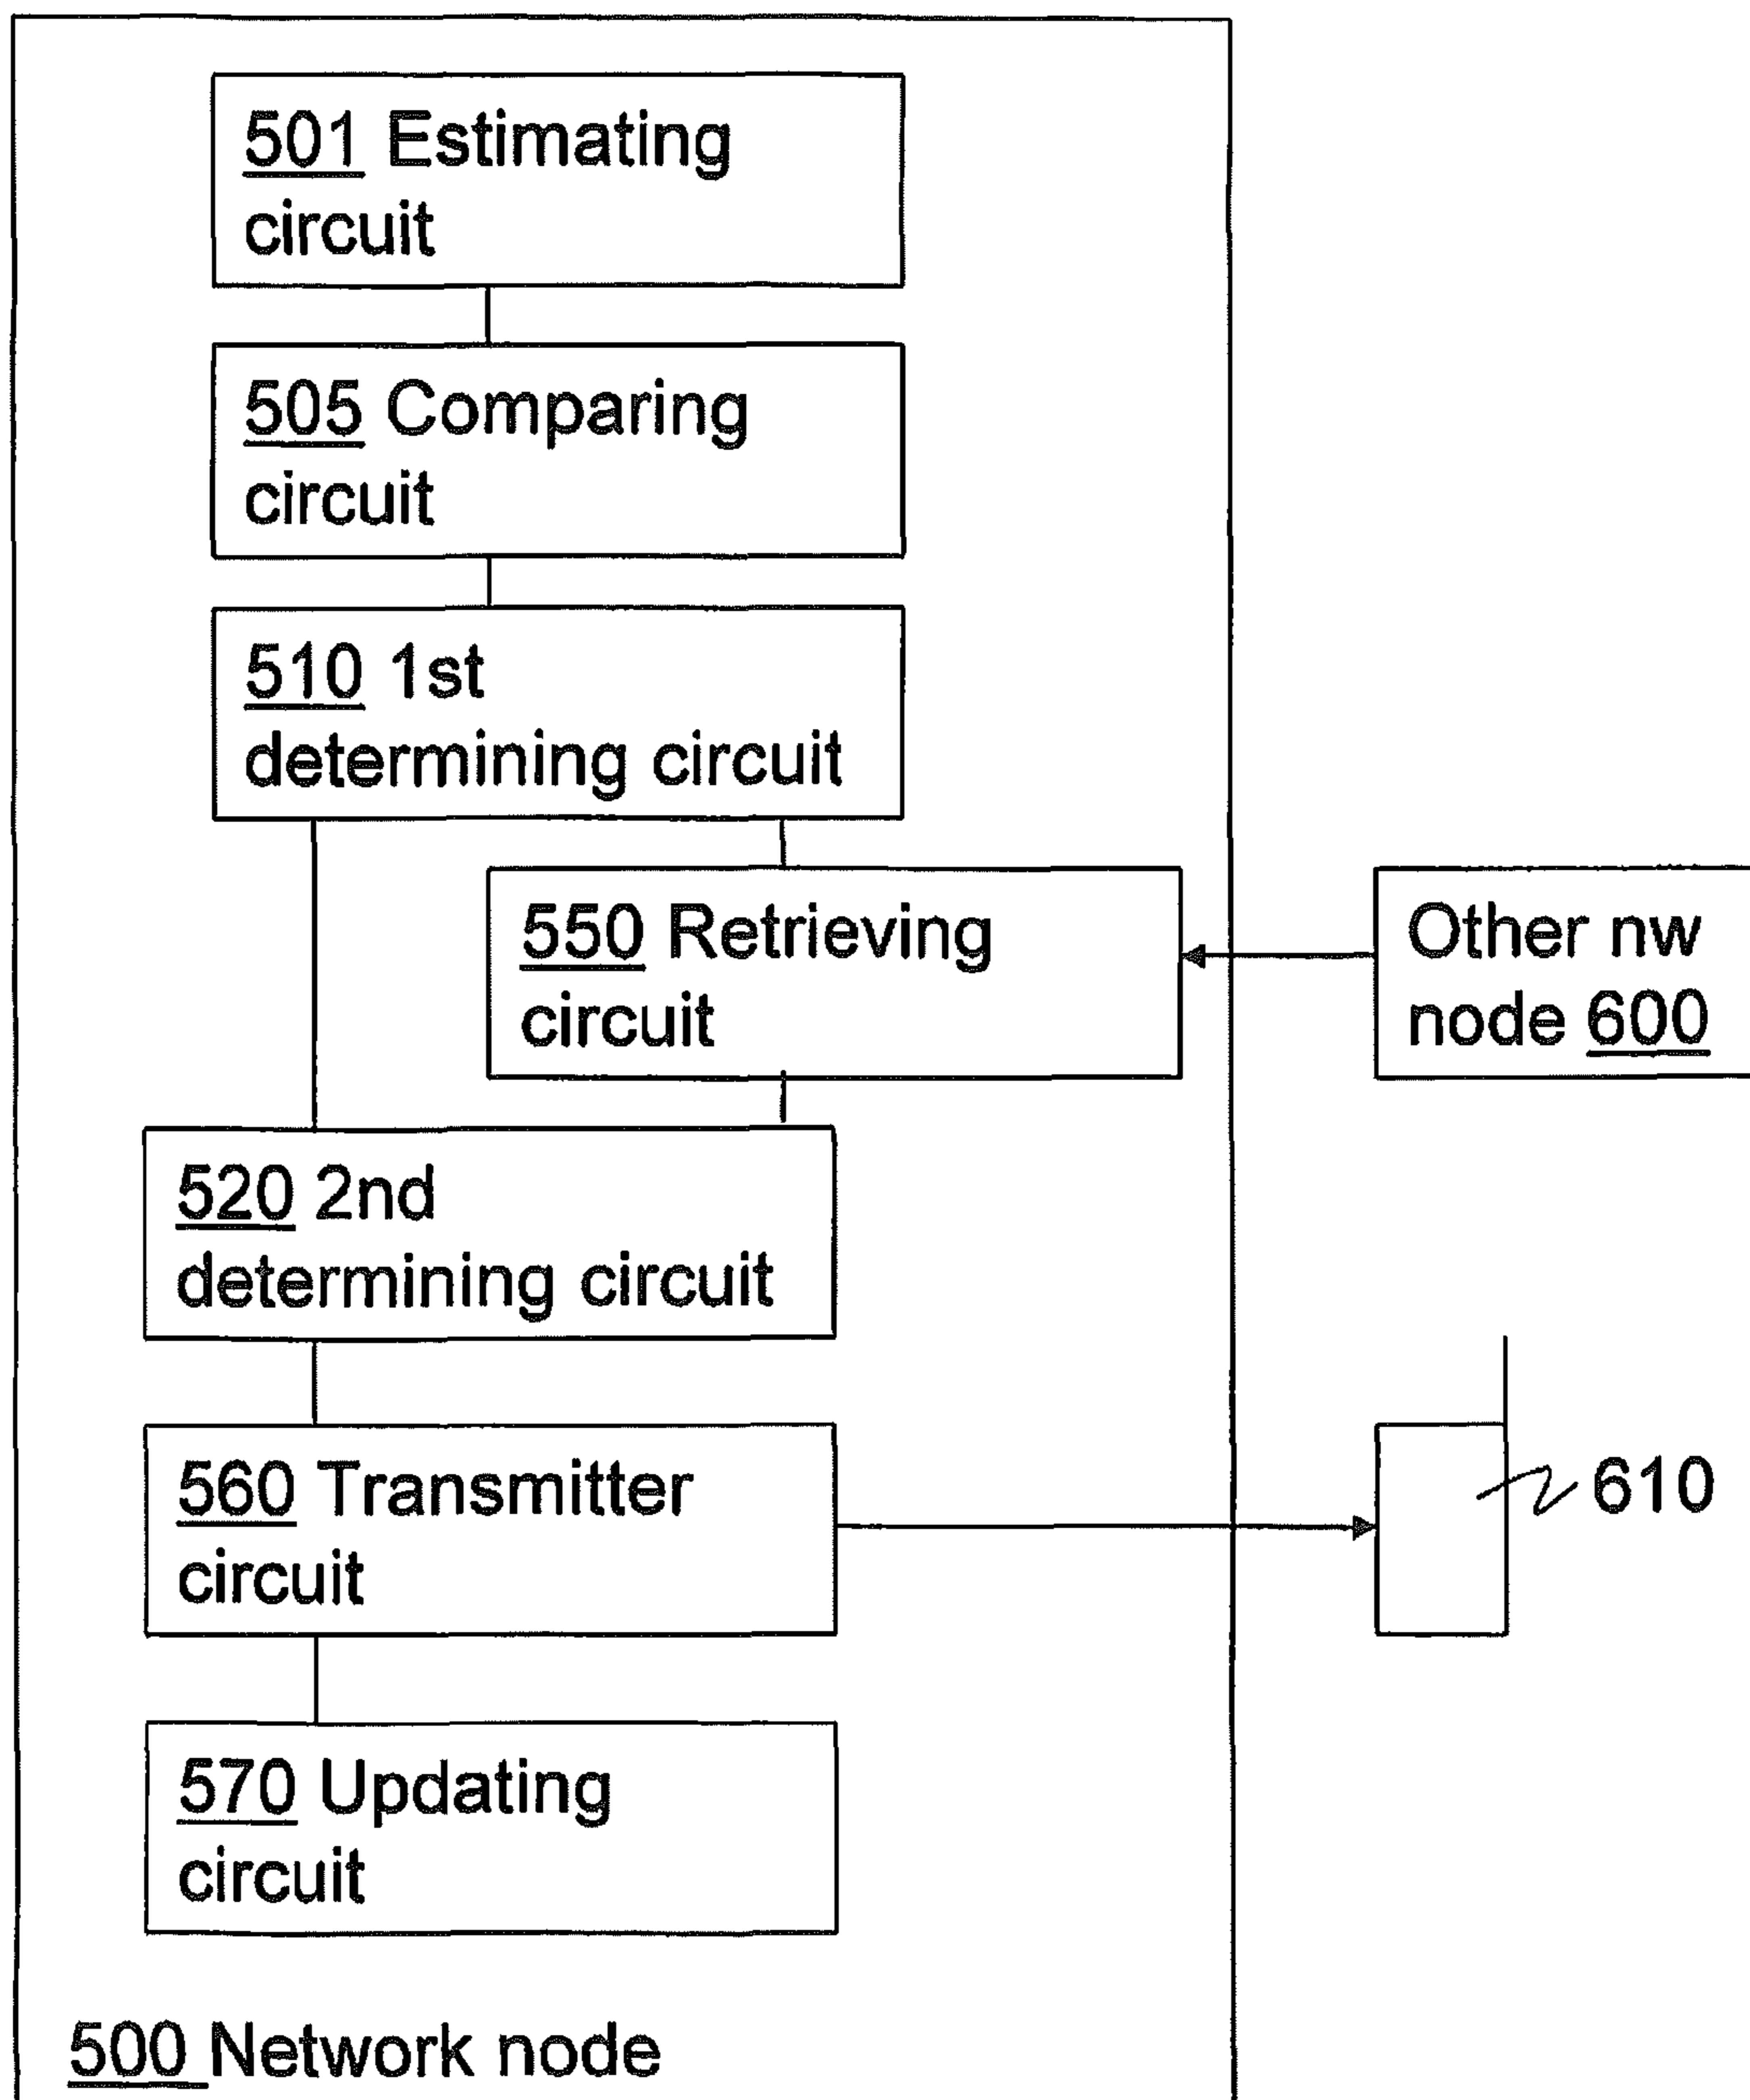 501 Estimating
circuit
505 Comparing
circuit
510 1st
determining circuit
550 Retrieving
circuit
Other nw
node 600
520 2nd
determining circuit
560 Transmitter
circuit
610
570 Updating
circuit
500 Network node